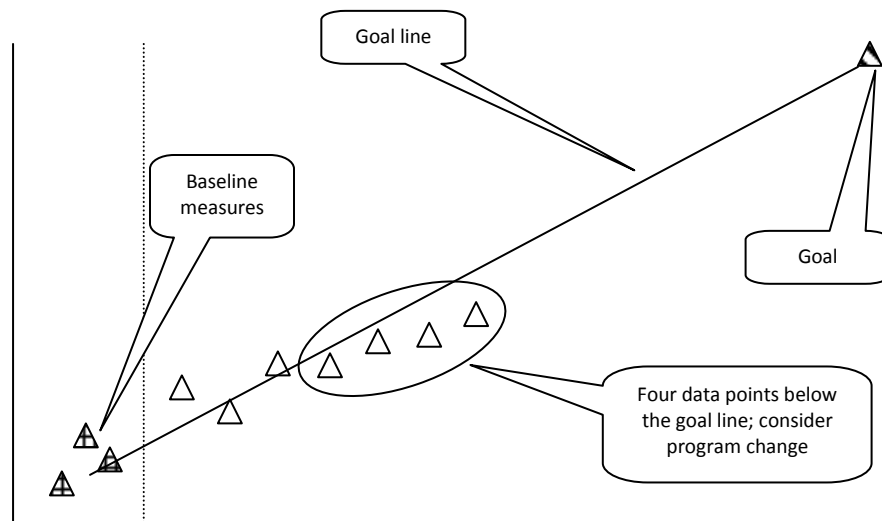 Goal line
Baseline
measures
Goal
Four data points below
the goal line; consider
program change